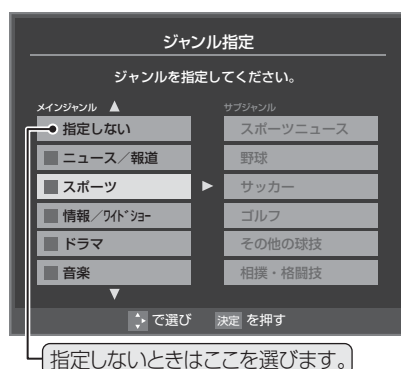 ジャンル指定
ジャンルを指定してください。
メインジャンル ▲
指定しない
ニュース／報道
スポーツ
情報／ワイドショー
ドラマ
音楽
▼
サブジャンル
スポーツニュース
野球
サッカー
ゴルフ
その他の球技
相撲・格闘技
で選び 決定 を押す
指定しないときはここを選びます。